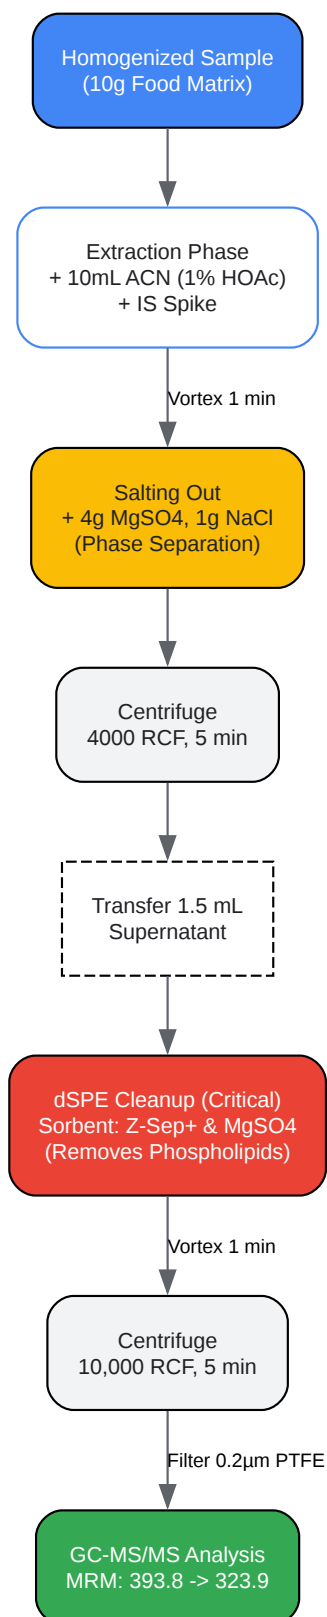 Homogenized Sample
(10g Food Matrix)
Extraction Phase
+ 10mL ACN (1% HOAc)
+ IS Spike
Vortex 1 min
Salting Out
+ 4g MgSO4, 1g NaCl
(Phase Separation)
Centrifuge
4000 RCF, 5 min
Transfer 1.5 mL
Supernatant
dSPE Cleanup (Critical)
Sorbent: Z-Sep+ & MgSO4
(Removes Phospholipids)
Vortex 1 min
Centrifuge
10,000 RCF, 5 min
Filter 0.2µm PTFE
GC-MS/MS Analysis
MRM: 393.8 -> 323.9